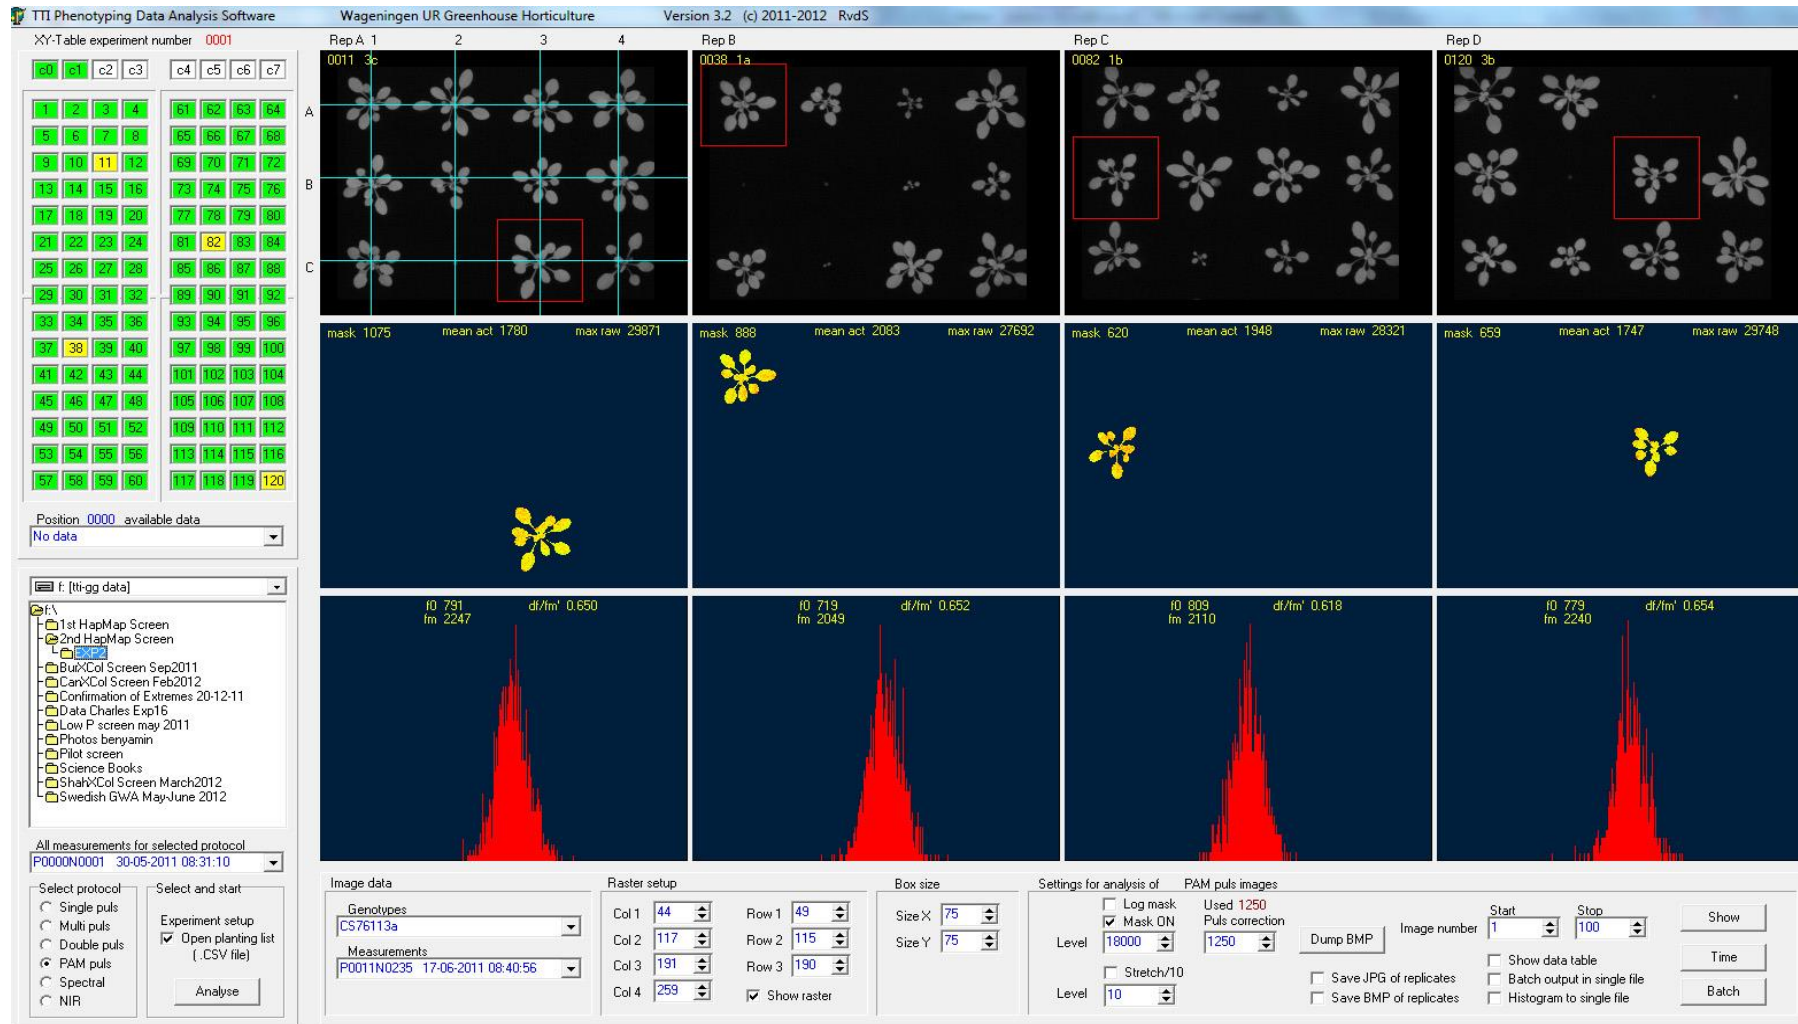 TTI Phenotyping Data Analysis Software Wageningen UR Greenhouse Horticulture Version 3.2 (c) 2011-2012 RvdS
XY-Table experiment number 0001
c0 c1 c2 c3 c4 c5 c6 c7
1 2 3 4 61 62 63 64
5 6 7 8 65 66 67 68
9 10 11 12 69 70 71 72
13 14 15 16 73 74 75 76
17 18 19 20 77 78 79 80
21 22 23 24 81 82 83 84
25 26 27 28 85 86 87 88
29 30 31 32 89 90 91 92
33 34 35 36 93 94 95 96
37 38 39 40 97 98 99 100
41 42 43 44 101 102 103 104
45 46 47 48 105 106 107 108
49 50 51 52 109 110 111 112
53 54 55 56 113 114 115 116
57 58 59 60 117 118 119 120
Position 0000 available data
No data
f: [tti-gg data]
f:\
1st HapMap Screen
2nd HapMap Screen
EXP2
BurXCol Screen Sep2011
CanXCol Screen Feb2012
Confirmation of Extremes 20-12-11
Data Charles Exp16
Low P screen may 2011
Photos benyamin
Pilot screen
Science Books
ShahXCol Screen March2012
Swedish GWA May-June 2012
All measurements for selected protocol
P0000N0001 30-05-2011 08:31:10
Select protocol
Single puls
Multi puls
Double puls
PAM puls
Spectral
NIR
Select and start
Experiment setup
Open planting list
( .CSV file)
Analyse
Rep A 1 2 3 4 Rep B Rep C Rep D
0011 3c 0038 1a 0082 1b 0120 3b
A
B
C
mask 1075 mean act 1780 max raw 29871
mask 888 mean act 2083 max raw 27692
mask 620 mean act 1948 max raw 28321
mask 659 mean act 1747 max raw 29748
f0 791 df/fm' 0.650
fm 2247
f0 719 df/fm' 0.652
fm 2049
f0 809 df/fm' 0.618
fm 2110
f0 779 df/fm' 0.654
fm 2240
Image data
Genotypes
CS76113a
Measurements
P0011N0235 17-06-2011 08:40:56
Raster setup
Col 1 44 Row 1 49
Col 2 117 Row 2 115
Col 3 191 Row 3 190
Col 4 259 Show raster
Box size
Size X 75
Size Y 75
Settings for analysis of PAM puls images
Log mask
Mask ON
Level 18000
Stretch/10
Level 10
Used 1250
Puls correction
1250
Dump BMP
Image number
Start
1
Stop
100
Save JPG of replicates
Save BMP of replicates
Show data table
Batch output in single file
Histogram to single file
Show
Time
Batch